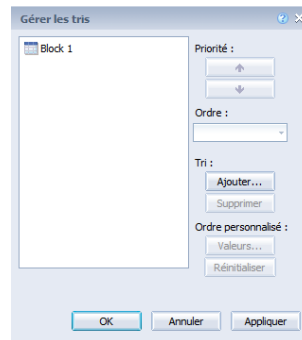 Gérer les tris
Block 1
Priorité :
Ordre :
Tri :
Ajouter...
Supprimer
Ordre personnalisé :
Valeurs...
Réinitialiser
OK
Annuler
Appliquer